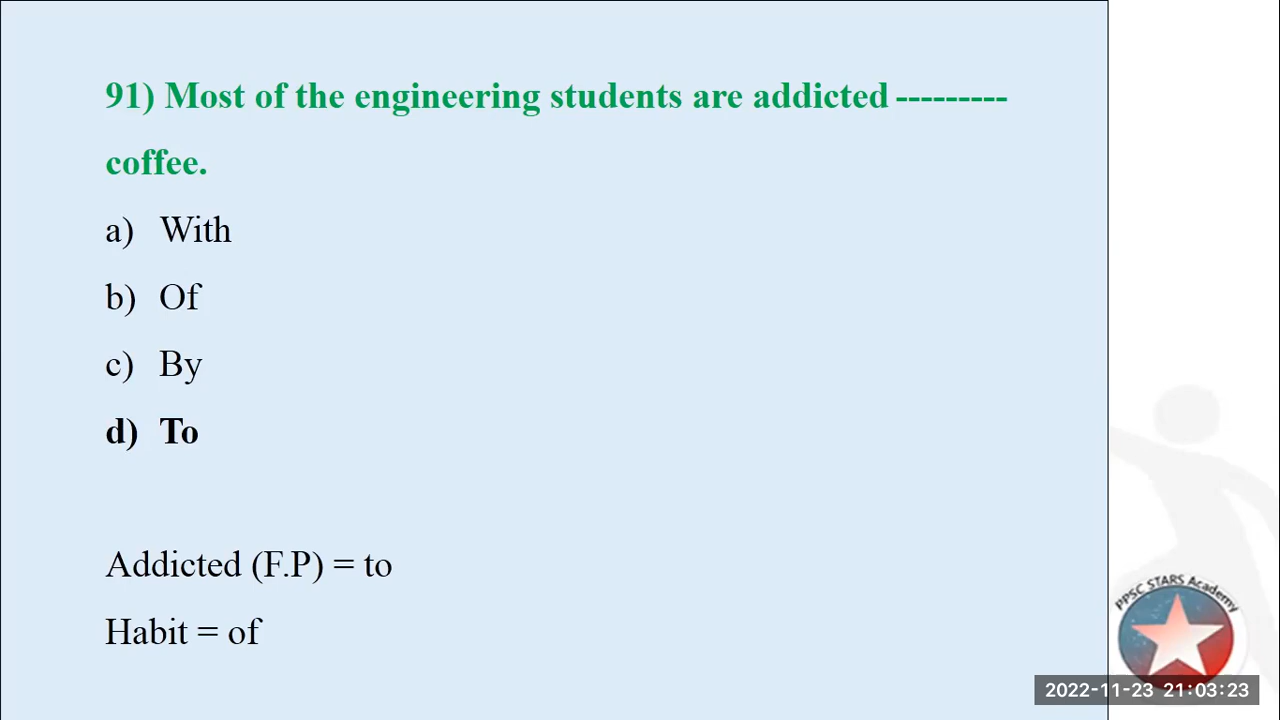 91) Most of the engineering students are addicted ---------
coffee.
a) With
b) Of
c) By
d) To
Addicted (F.P) = to
Habit = of
PPSC STARS Academy
2022-11-23 21:03:23